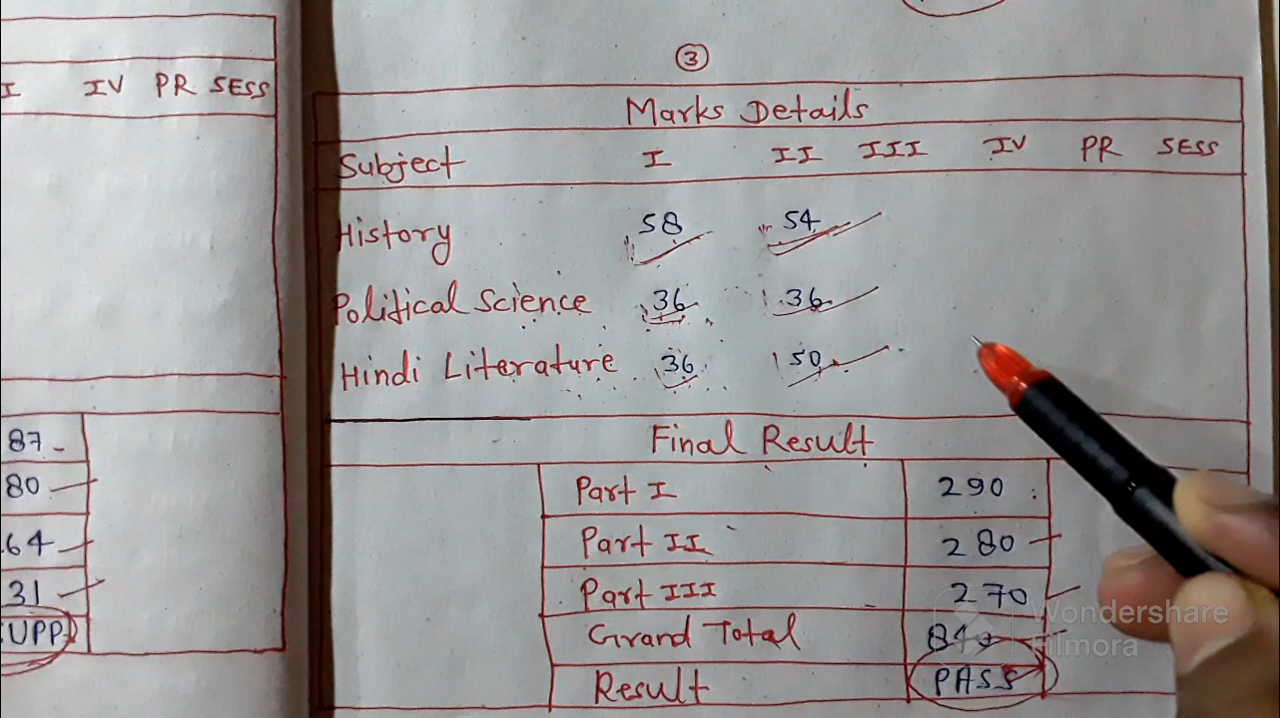 I IV PR SESS
87
80
64
31
UPP
3
Marks Details
Subject I II III IV PR SESS
History 58 54
Political Science 36 36
Hindi Literature 36 50
Final Result
Part I 290
Part II 280
Part III 270
Grand Total 840
Result PASS
Wondershare
Filmora